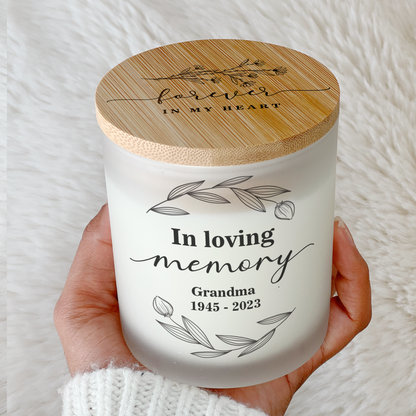 forever
IN MY HEART
In loving
memory
Grandma
1945 - 2023